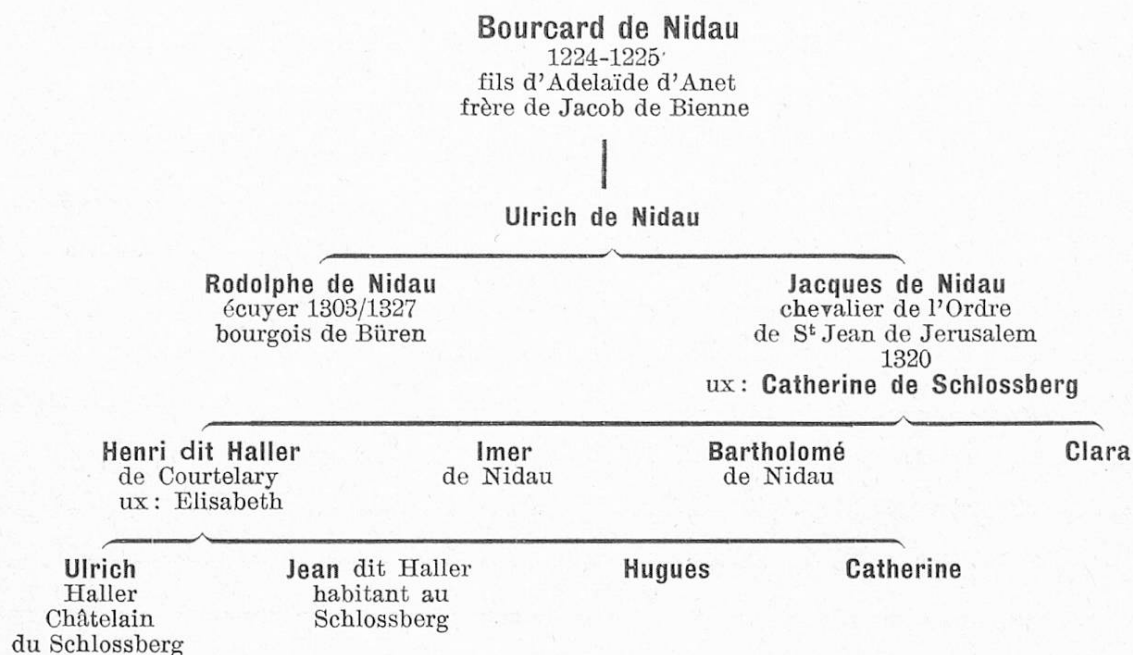 Bourcard de Nidau
1224-1225
fils d'Adelaïde d'Anet
frère de Jacob de Bienne
Ulrich de Nidau
Rodolphe de Nidau
écuyer 1303/1327
bourgois de Büren
Jacques de Nidau
chevalier de l'Ordre
de Sᵗ Jean de Jerusalem
1320
ux: Catherine de Schlossberg
Henri dit Haller
de Courtelary
ux: Elisabeth
Imer
de Nidau
Bartholomé
de Nidau
Clara
Ulrich
Haller
Châtelain
du Schlossberg
Jean dit Haller
habitant au
Schlossberg
Hugues
Catherine